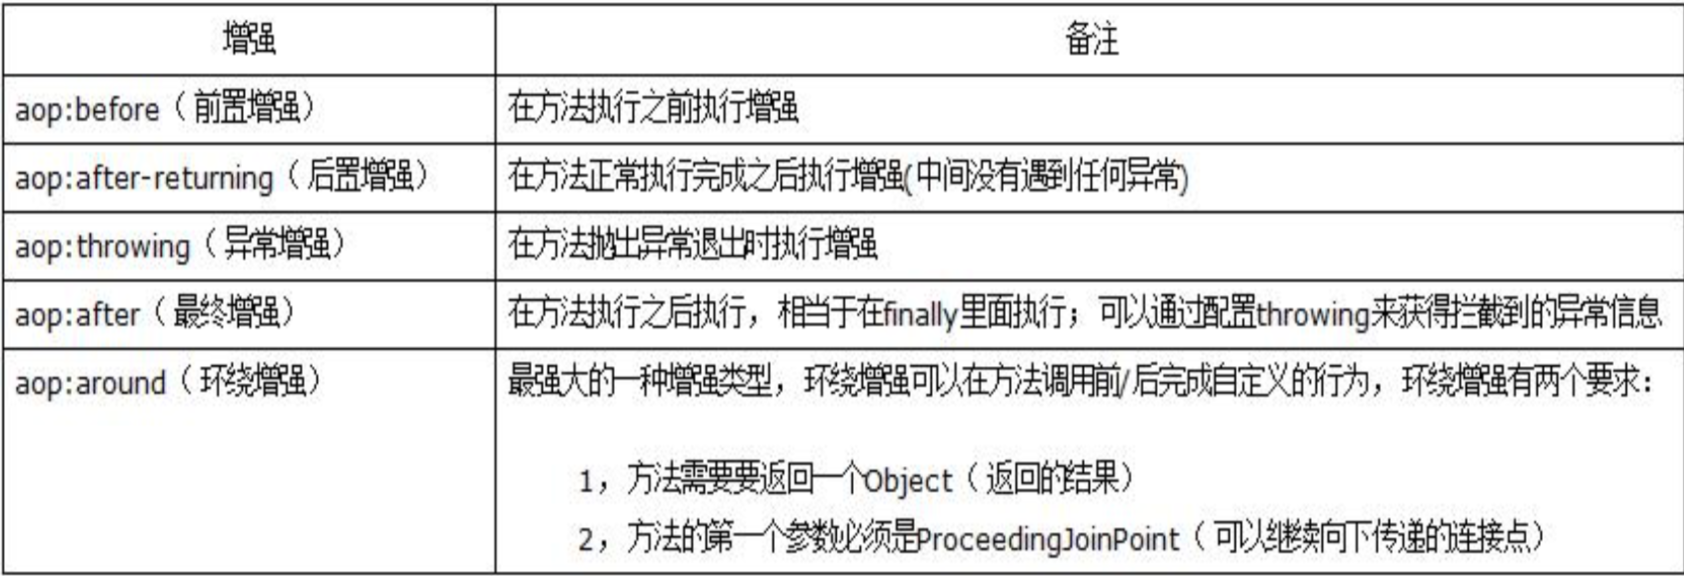 增强 备注
aop:before（前置增强） 在方法执行之前执行增强
aop:after-returning（后置增强） 在方法正常执行完成之后执行增强(中间没有遇到任何异常)
aop:throwing（异常增强） 在方法抛出异常退出时执行增强
aop:after（最终增强） 在方法执行之后执行，相当于在finally里面执行；可以通过配置throwing来获得拦截到的异常信息
aop:around（环绕增强） 最强大的一种增强类型，环绕增强可以在方法调用前/后完成自定义的行为，环绕增强有两个要求：
1，方法需要要返回一个Object（返回的结果）
2，方法的第一个参数必须是ProceedingJoinPoint（可以继续向下传递的连接点）